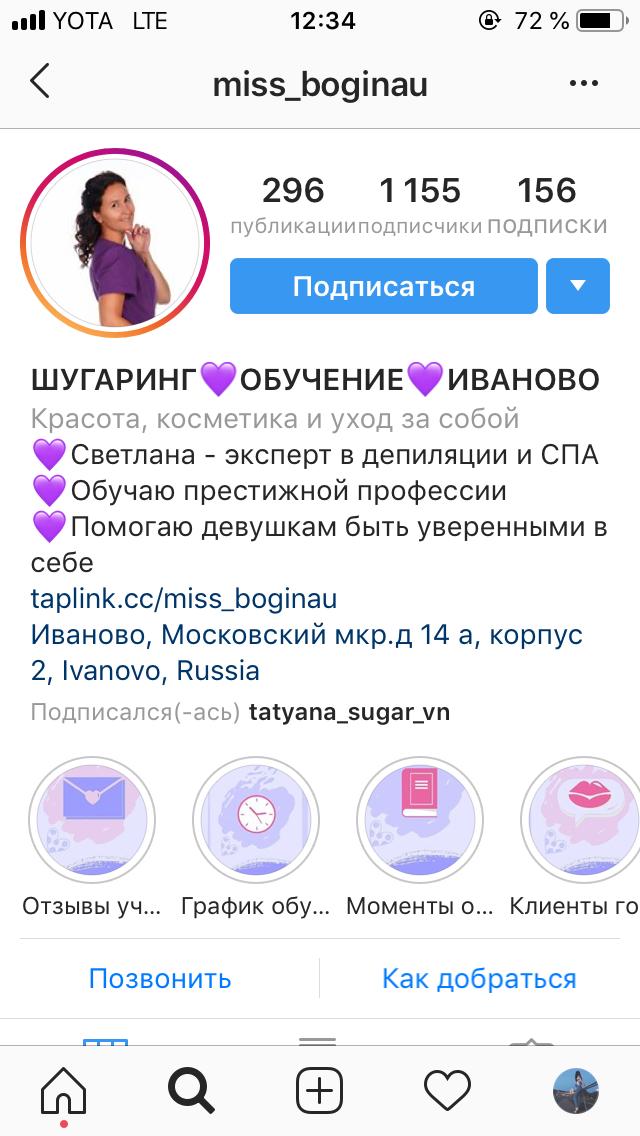 YOTA LTE 12:34 72 %
miss_boginau
296 1 155 156
публикации подписчики подписки
Подписаться
ШУГАРИНГ💜ОБУЧЕНИЕ💜ИВАНОВО
Красота, косметика и уход за собой
💜Светлана - эксперт в депиляции и СПА
💜Обучаю престижной профессии
💜Помогаю девушкам быть уверенными в
себе
taplink.cc/miss_boginau
Иваново, Московский мкр.д 14 а, корпус
2, Ivanovo, Russia
Подписался(-ась) tatyana_sugar_vn
Отзывы уч... График обу... Моменты о... Клиенты го
Позвонить Как добраться